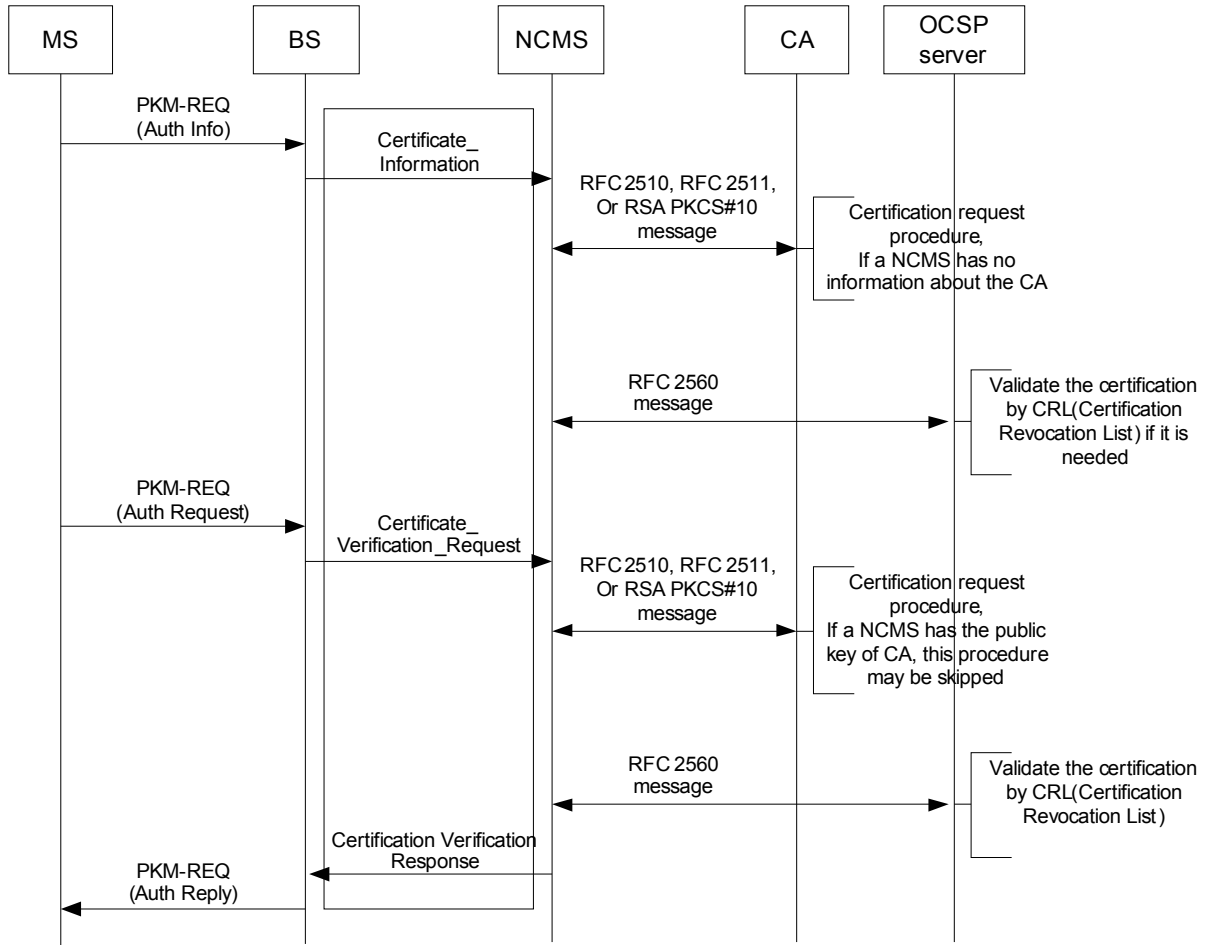 MS
BS
NCMS
CA
OCSP
server
PKM-REQ
(Auth Info)
Certificate_
Information
RFC 2510, RFC 2511,
Or RSA PKCS#10
message
Certification request
procedure,
If a NCMS has no
information about the CA
RFC 2560
message
Validate the certification
by CRL(Certification
Revocation List) if it is
needed
PKM-REQ
(Auth Request)
Certificate_
Verification_Request
RFC 2510, RFC 2511,
Or RSA PKCS#10
message
Certification request
procedure,
If a NCMS has the public
key of CA, this procedure
may be skipped
RFC 2560
message
Validate the certification
by CRL(Certification
Revocation List)
Certification Verification
Response
PKM-REQ
(Auth Reply)